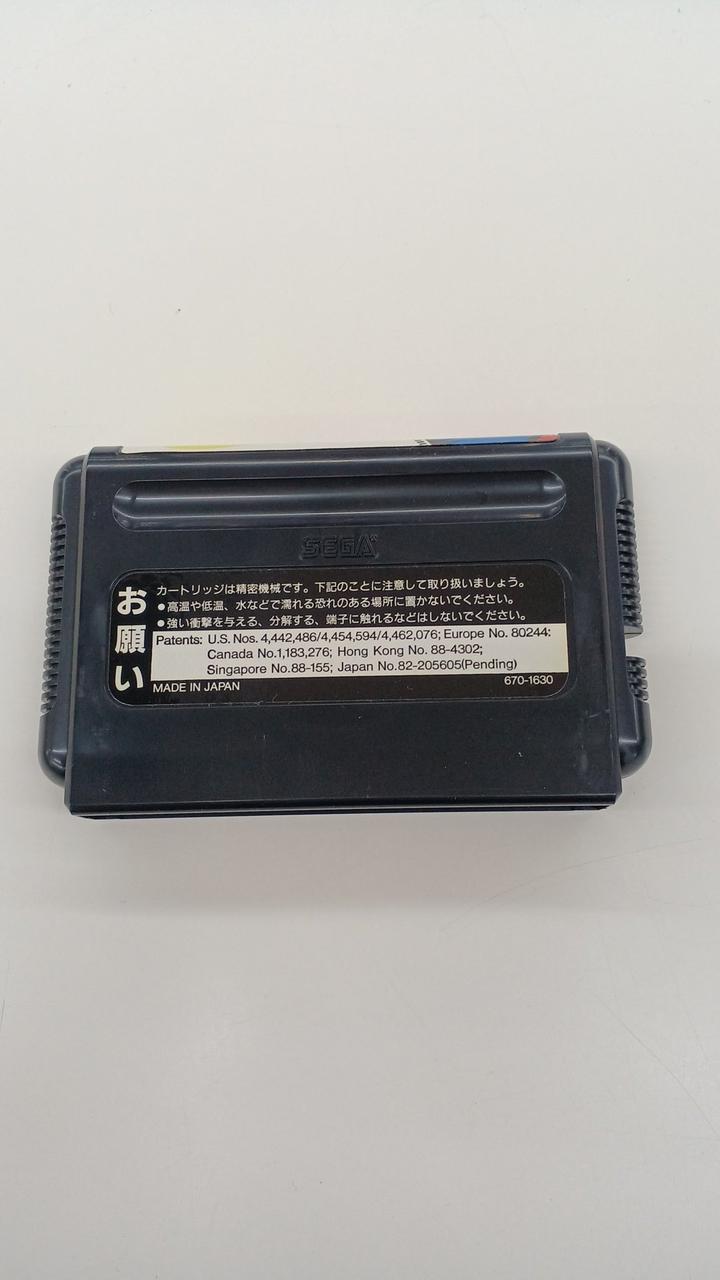 SEGA®
お願い
カートリッジは精密機械です。下記のことに注意して取り扱いましょう。
●高温や低温、水などで濡れる恐れのある場所に置かないでください。
●強い衝撃を与える、分解する、端子に触れるなどはしないでください。
Patents: U.S. Nos. 4,442,486/4,454,594/4,462,076; Europe No. 80244:
Canada No.1,183,276; Hong Kong No. 88-4302;
Singapore No.88-155; Japan No.82-205605(Pending)
MADE IN JAPAN
670-1630